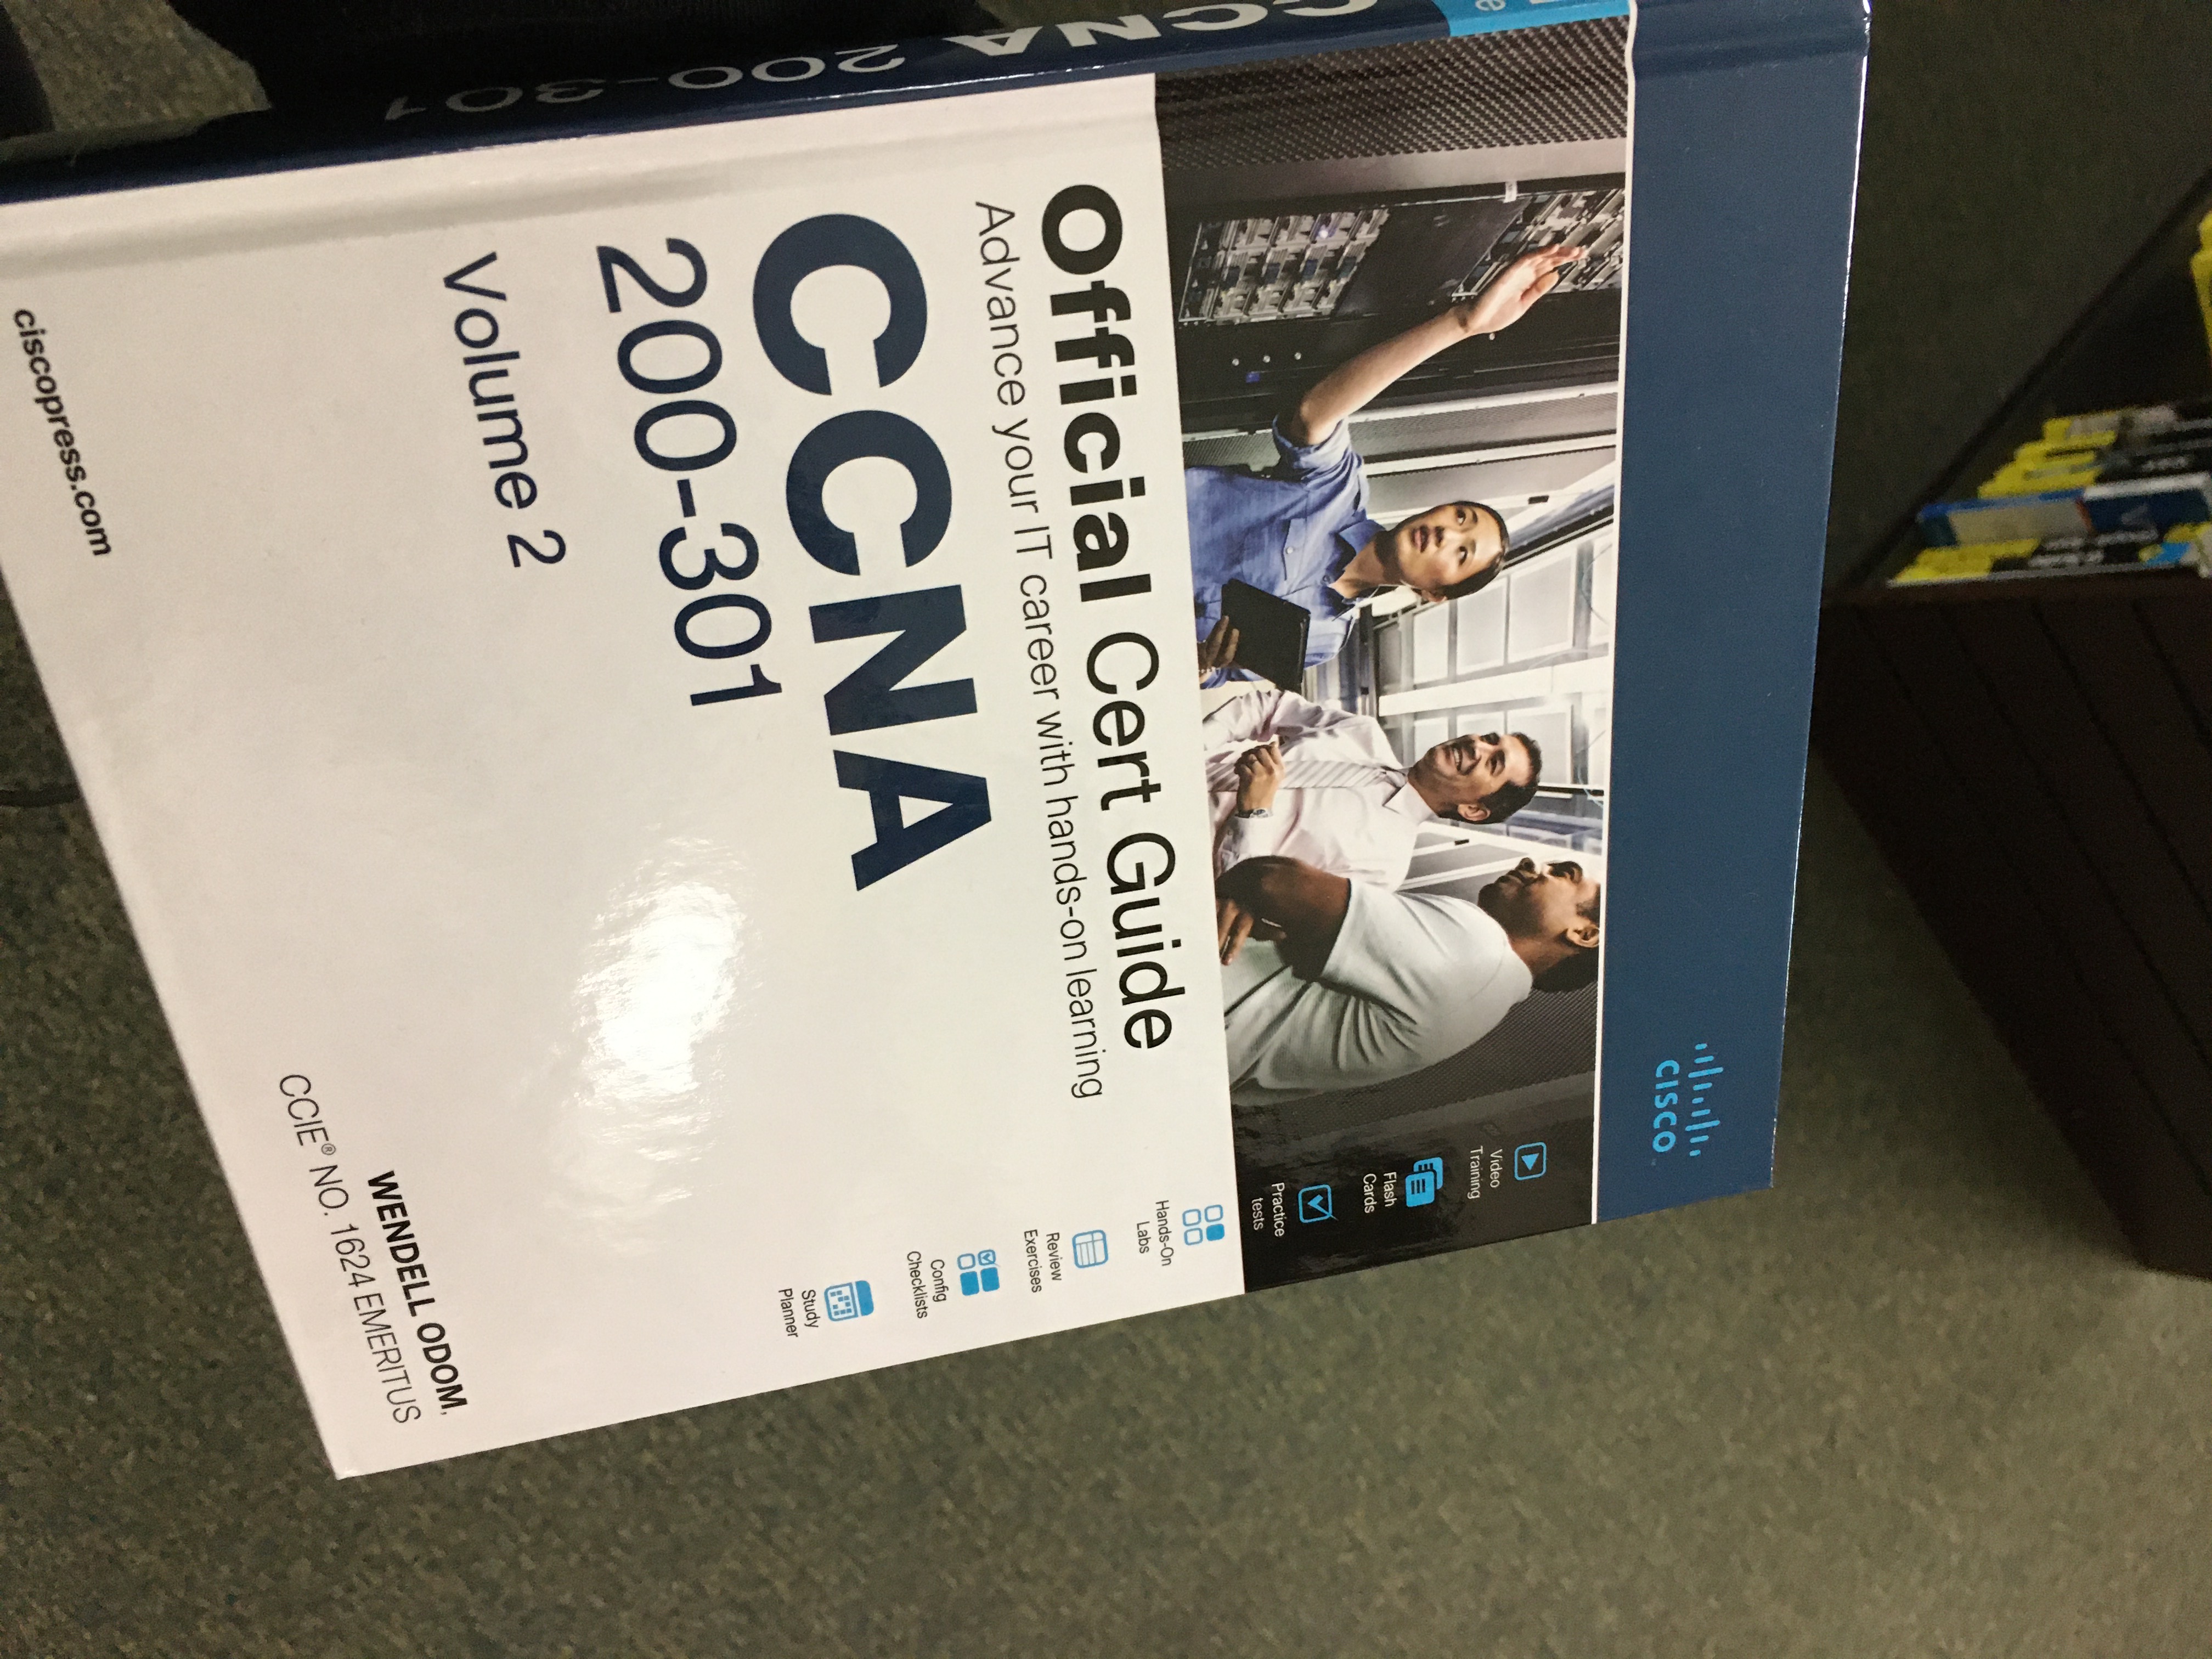 CISCO
Video
Training
Flash
Cards
Practice
tests
Hands-On
Labs
Review
Exercises
Config
Checklists
Study
Planner
Official Cert Guide
Advance your IT career with hands-on learning
CCNA
200-301
Volume 2
WENDELL ODOM,
CCIE® NO. 1624 EMERITUS
ciscopress.com
CCNA 200-301